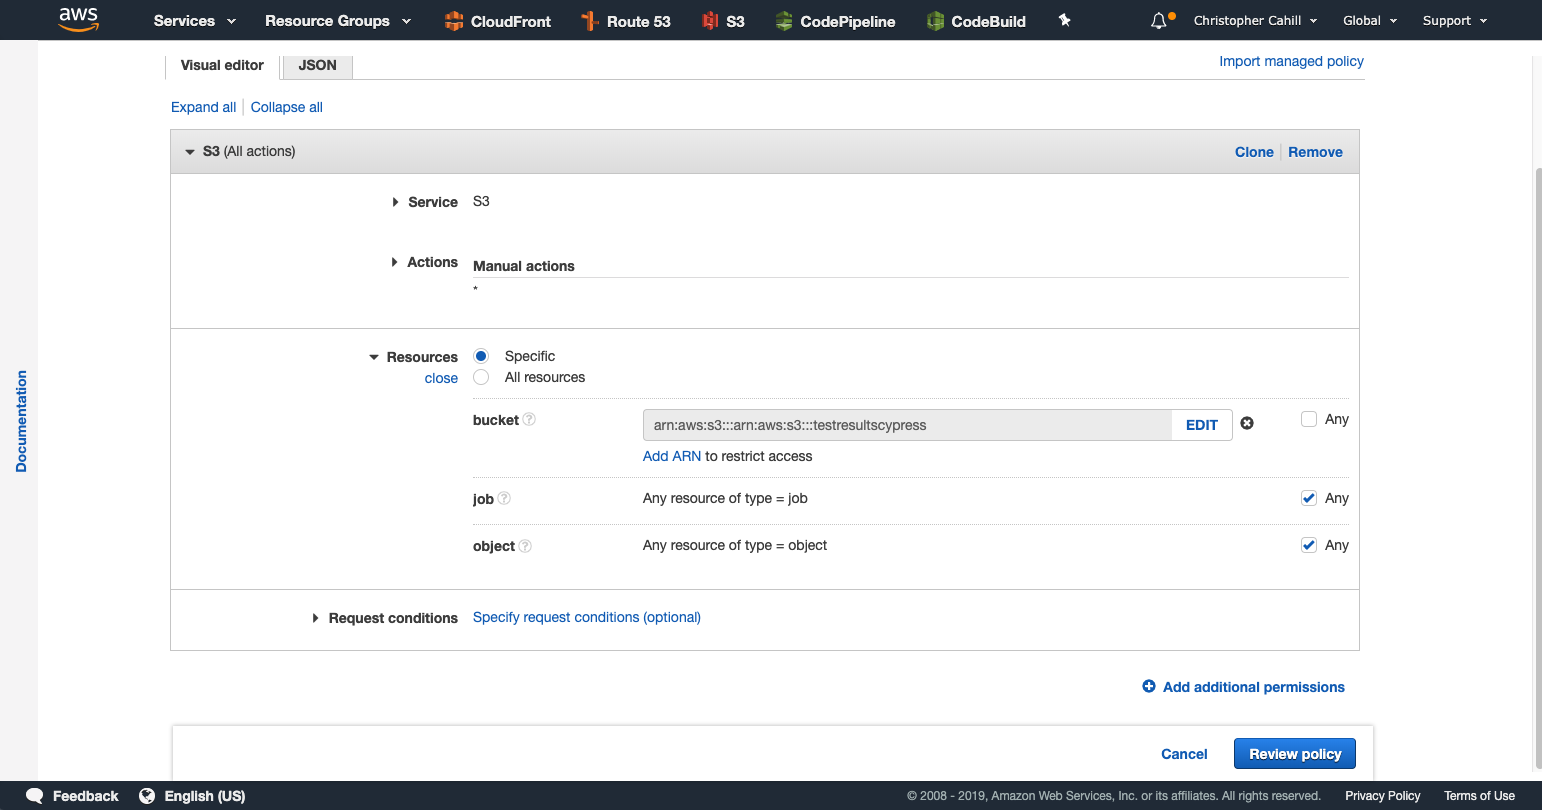 aws Services Resource Groups CloudFront Route 53 S3 CodePipeline CodeBuild Christopher Cahill Global Support
Visual editor JSON Import managed policy
Expand all Collapse all
S3 (All actions) Clone Remove
Service S3
Actions Manual actions
*
Resources Specific
close All resources
bucket ? arn:aws:s3:::arn:aws:s3:::testresultscypress EDIT Any
Add ARN to restrict access
job ? Any resource of type = job Any
object ? Any resource of type = object Any
Request conditions Specify request conditions (optional)
Add additional permissions
Cancel Review policy
Documentation
Feedback English (US) © 2008 - 2019, Amazon Web Services, Inc. or its affiliates. All rights reserved. Privacy Policy Terms of Use